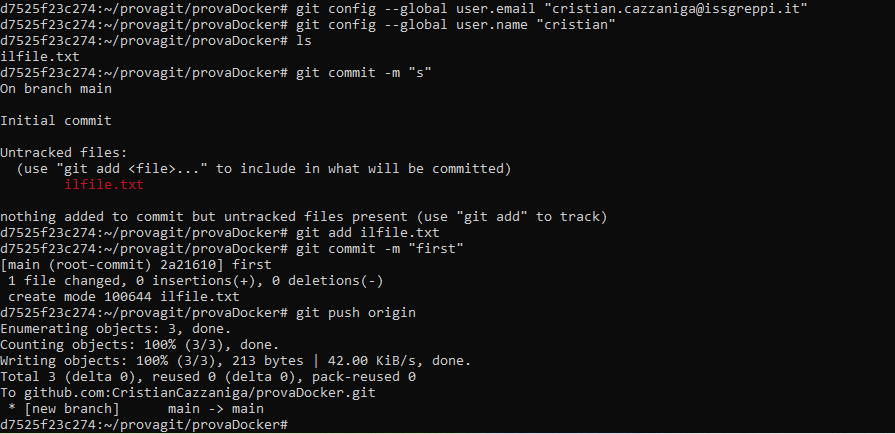 d7525f23c274:~/provagit/provaDocker# git config --global user.email "cristian.cazzaniga@issgreppi.it"
d7525f23c274:~/provagit/provaDocker# git config --global user.name "cristian"
d7525f23c274:~/provagit/provaDocker# ls
ilfile.txt
d7525f23c274:~/provagit/provaDocker# git commit -m "s"
On branch main

Initial commit

Untracked files:
  (use "git add <file>..." to include in what will be committed)
        ilfile.txt

nothing added to commit but untracked files present (use "git add" to track)
d7525f23c274:~/provagit/provaDocker# git add ilfile.txt
d7525f23c274:~/provagit/provaDocker# git commit -m "first"
[main (root-commit) 2a21610] first
 1 file changed, 0 insertions(+), 0 deletions(-)
 create mode 100644 ilfile.txt
d7525f23c274:~/provagit/provaDocker# git push origin
Enumerating objects: 3, done.
Counting objects: 100% (3/3), done.
Writing objects: 100% (3/3), 213 bytes | 42.00 KiB/s, done.
Total 3 (delta 0), reused 0 (delta 0), pack-reused 0
To github.com:CristianCazzaniga/provaDocker.git
 * [new branch]      main -> main
d7525f23c274:~/provagit/provaDocker#